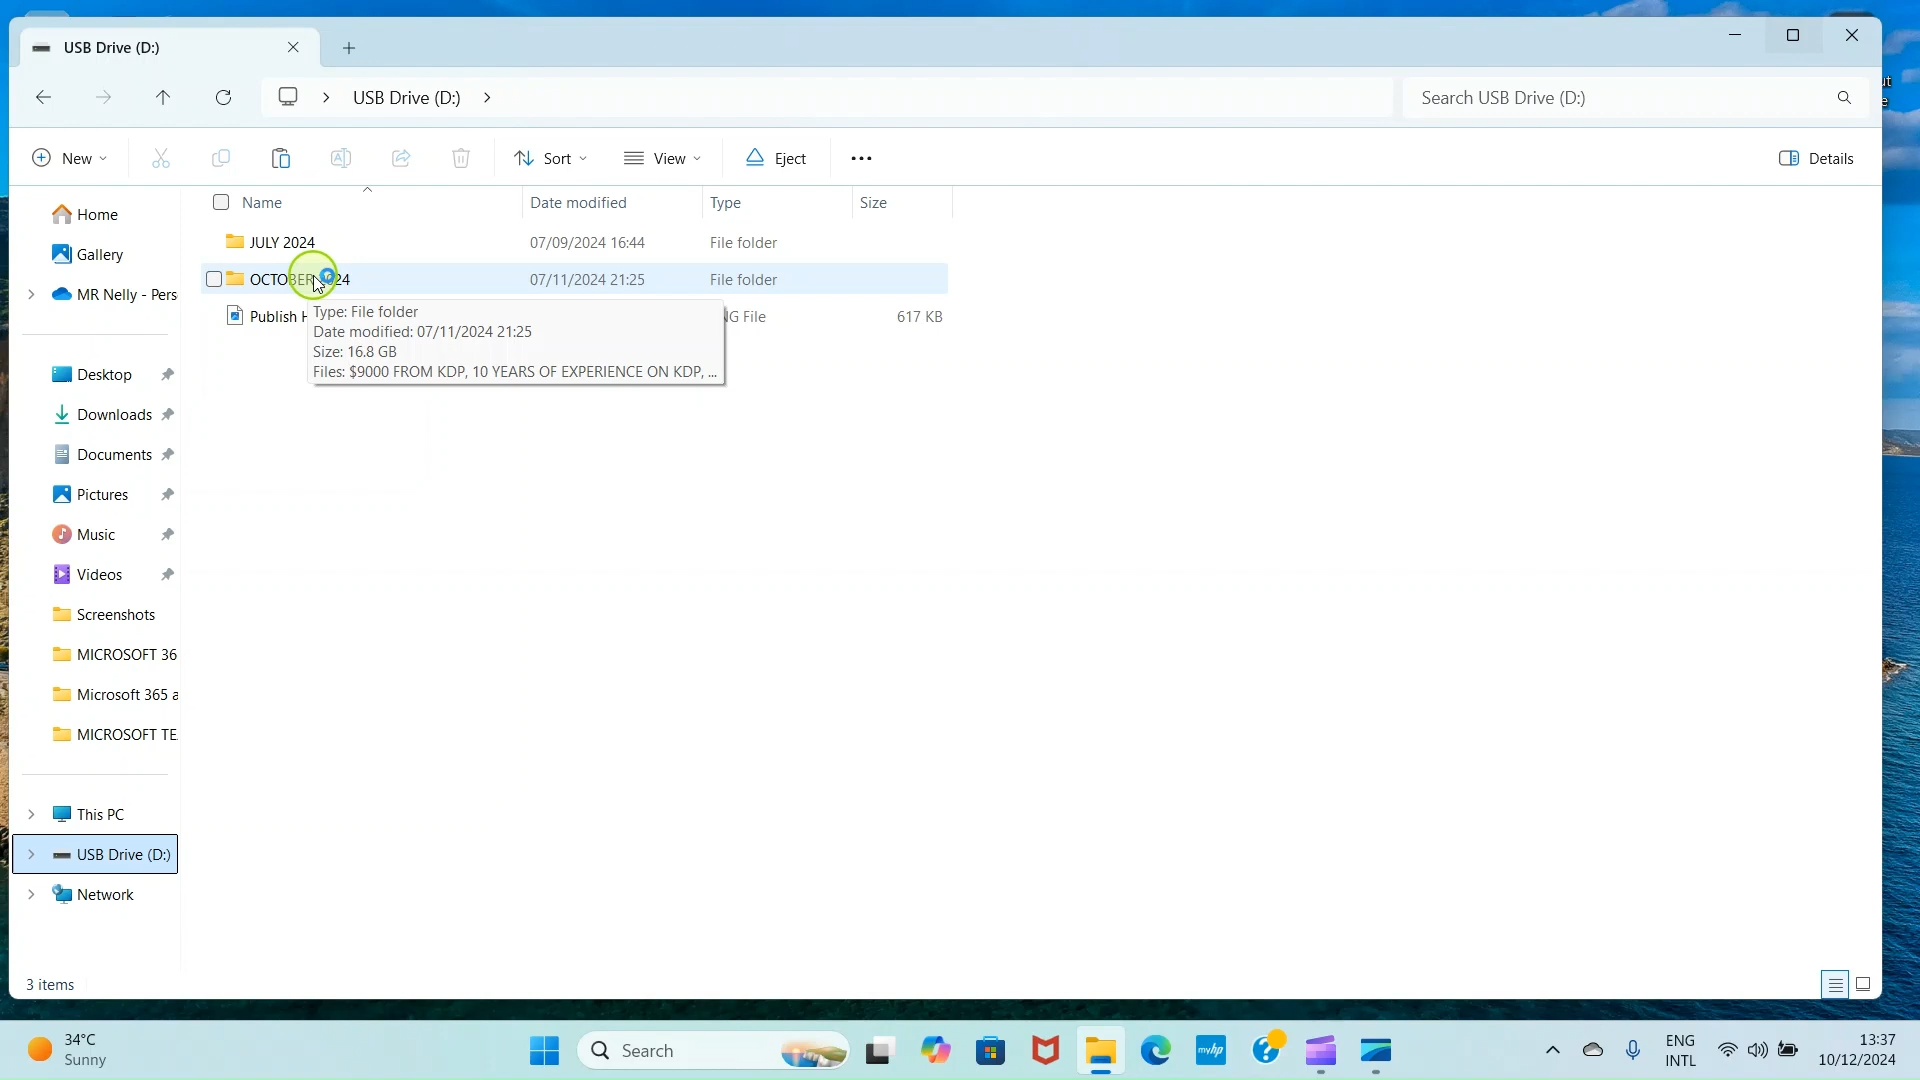 USB Drive (D:)
USB Drive (D:)
Search USB Drive (D:)
New
Sort
View
Eject
Details
Name
Date modified
Type
Size
Home
Gallery
MR Nelly - Pers
Desktop
Downloads
Documents
Pictures
Music
Videos
Screenshots
MICROSOFT 36
Microsoft 365 a
MICROSOFT TE
This PC
USB Drive (D:)
Network
JULY 2024 07/09/2024 16:44 File folder
OCTOBER 2024 07/11/2024 21:25 File folder
Publish H NG File 617 KB
Type: File folder
Date modified: 07/11/2024 21:25
Size: 16.8 GB
Files: $9000 FROM KDP, 10 YEARS OF EXPERIENCE ON KDP, ...
3 items
34°C
Sunny
Search
myhp
ENG
INTL
13:37
10/12/2024